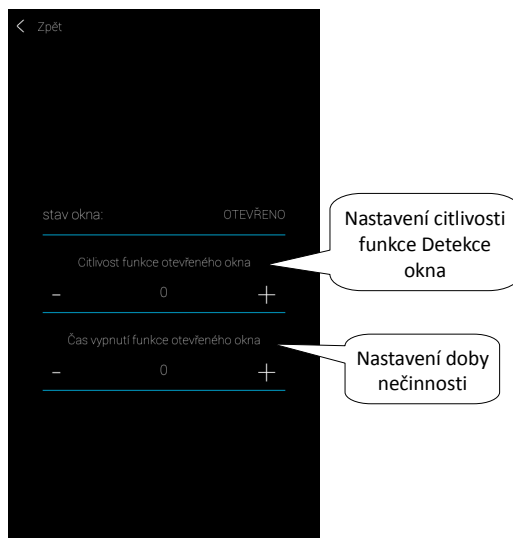 Zpět
stav okna: OTEVŘENO
Citlivost funkce otevřeného okna
- 0 +
Čas vypnutí funkce otevřeného okna
- 0 +
Nastavení citlivosti
funkce Detekce
okna
Nastavení doby
nečinnosti